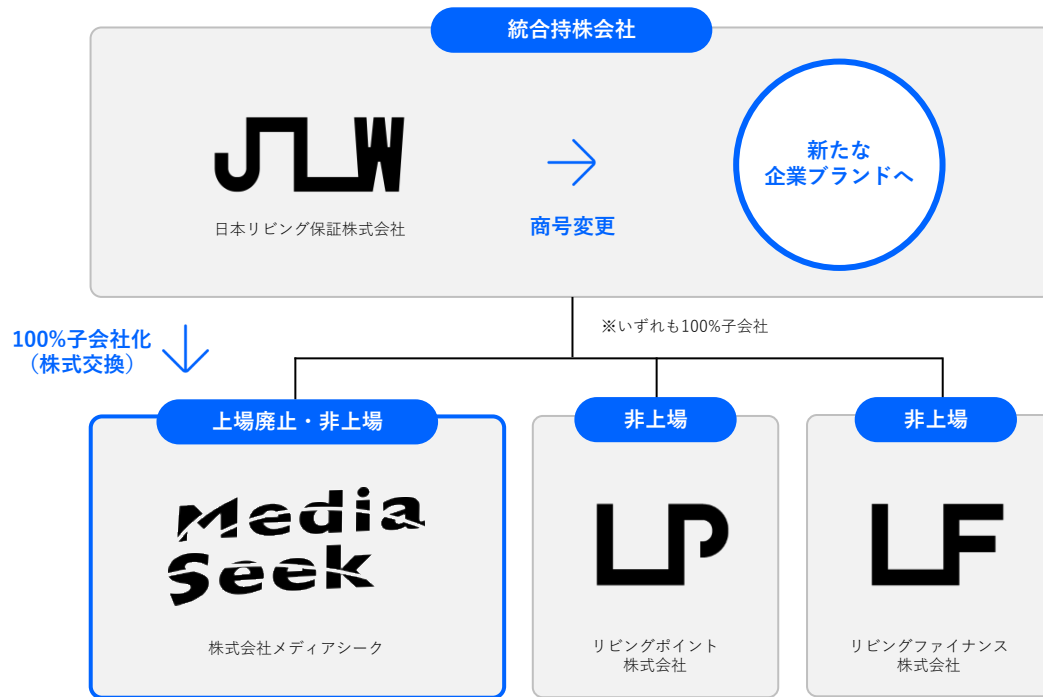 統合持株会社
JLW
新たな
企業ブランドへ
日本リビング保証株式会社
商号変更
100%子会社化
（株式交換）
※いずれも100%子会社
上場廃止・非上場
非上場
非上場
Media
Seek
LP
LF
株式会社メディアシーク
リビングポイント
株式会社
リビングファイナンス
株式会社